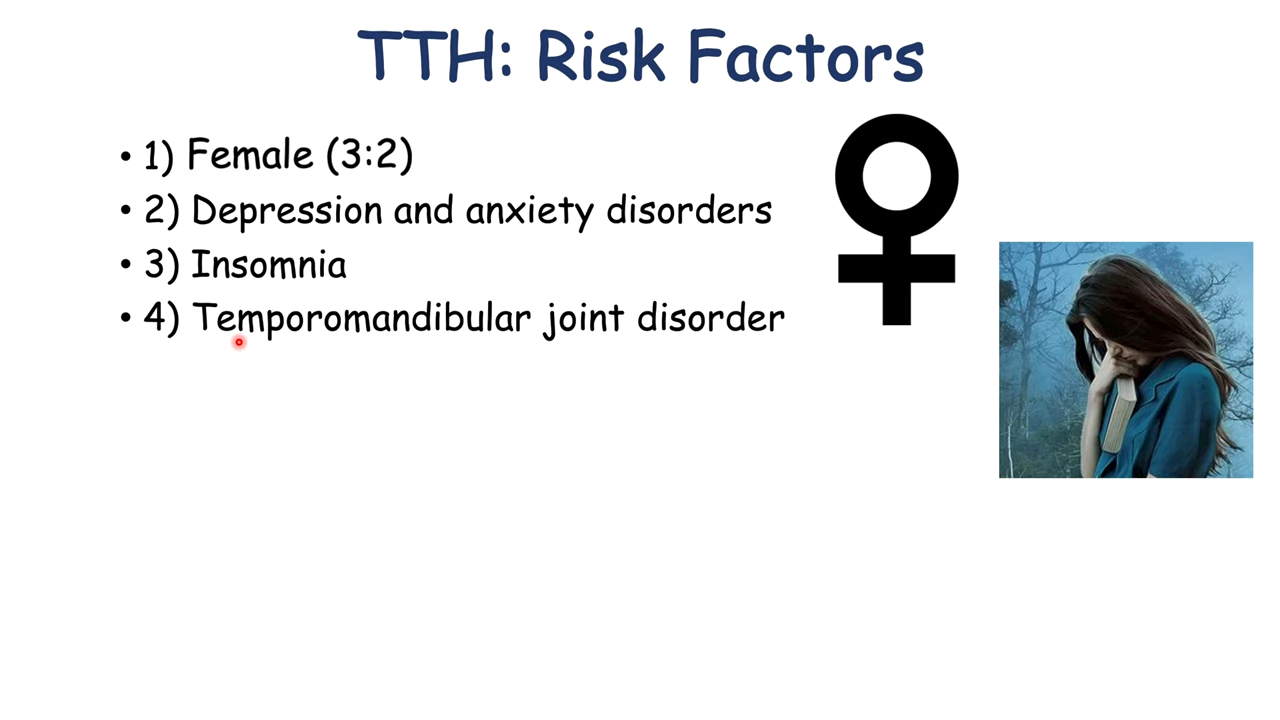 TTH: Risk Factors
• 1) Female (3:2)
• 2) Depression and anxiety disorders
• 3) Insomnia
• 4) Temporomandibular joint disorder